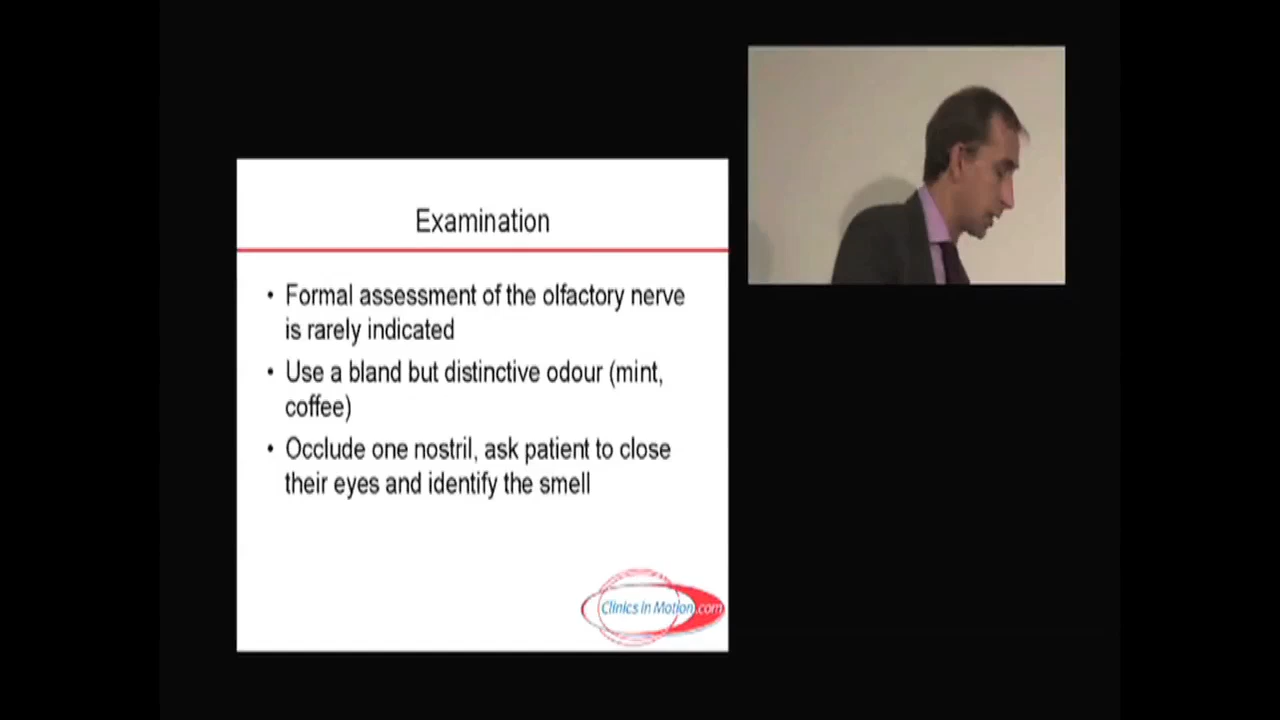 Examination
• Formal assessment of the olfactory nerve
is rarely indicated
• Use a bland but distinctive odour (mint,
coffee)
• Occlude one nostril, ask patient to close
their eyes and identify the smell
Clinics in Motion.com